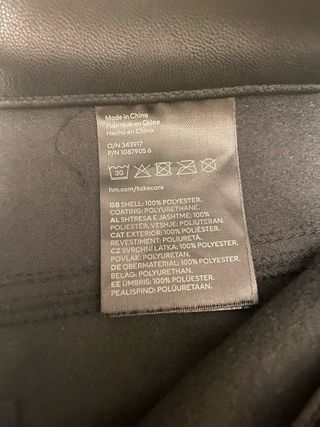 Made in China
Fabriqué en Chine
Hecho en China
O/N 343917
P/N 1087905 6
30
hm.com/takecare
GB SHELL: 100% POLYESTER.
COATING: POLYURETHANE.
AL SHTRESA E JASHTME: 100%
POLIESTER, VESHJE: POLIURETAN.
CAT EXTERIOR: 100% POLIÈSTER.
REVESTIMENT: POLIURETÀ.
CZ SVRCHNÍ LÁTKA: 100% POLYESTER.
POVLAK: POLYURETAN.
DE OBERMATERIAL: 100% POLYESTER.
BELAG: POLYURETHAN.
EE ÜMBRIS: 100% POLÜESTER.
PEALISPIND: POLÜURETAAN.